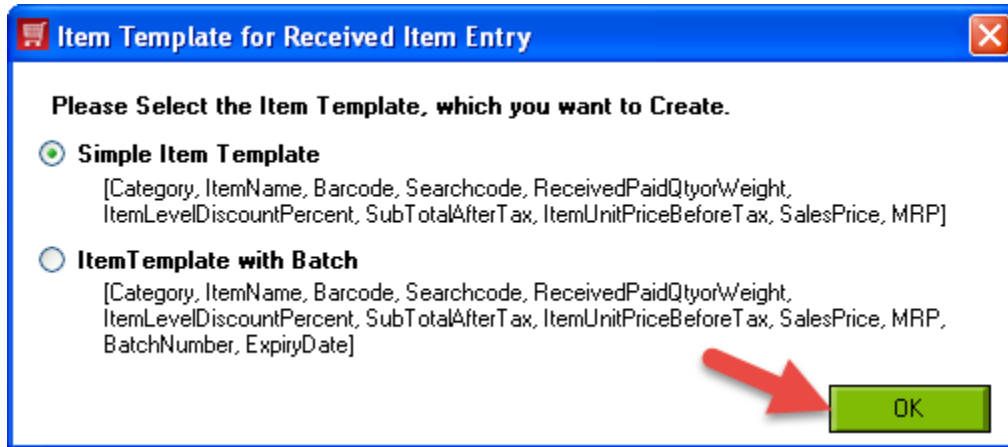 Item Template for Received Item Entry
Please Select the Item Template, which you want to Create.
Simple Item Template
[Category, ItemName, Barcode, Searchcode, ReceivedPaidQtyorWeight,
ItemLevelDiscountPercent, SubTotalAfterTax, ItemUnitPriceBeforeTax, SalesPrice, MRP]
ItemTemplate with Batch
[Category, ItemName, Barcode, Searchcode, ReceivedPaidQtyorWeight,
ItemLevelDiscountPercent, SubTotalAfterTax, ItemUnitPriceBeforeTax, SalesPrice, MRP,
BatchNumber, ExpiryDate]
OK